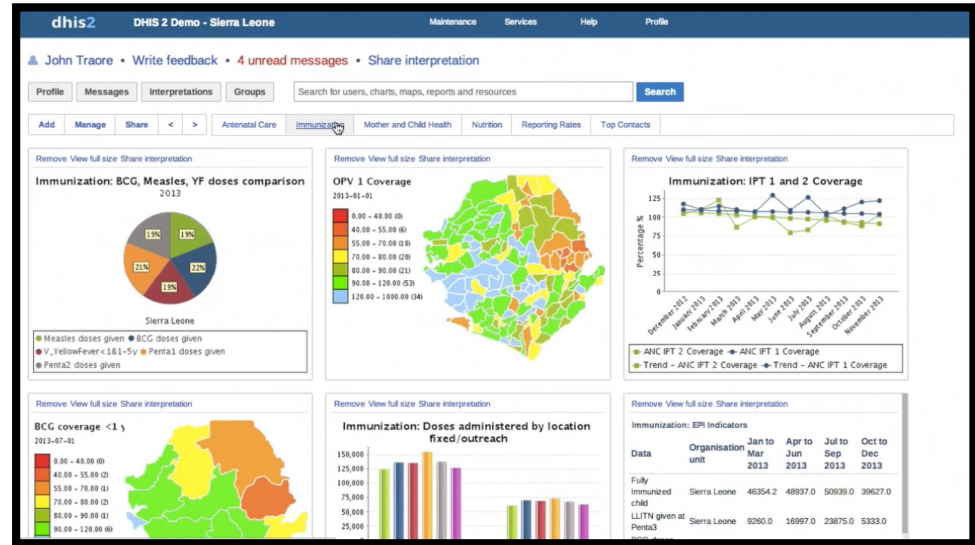 dhis2 DHIS 2 Demo - Sierra Leone Maintenance Services Help Profile
John Traore • Write feedback • 4 unread messages • Share interpretation
Profile Messages Interpretations Groups Search for users, charts, maps, reports and resources Search
Add Manage Share < > Antenatal Care Immunization Mother and Child Health Nutrition Reporting Rates Top Contacts
Remove View full size Share interpretation
Immunization: BCG, Measles, YF doses comparison
2013
19% 19%
21% 22%
19%
Sierra Leone
Measles doses given BCG doses given
V_YellowFever<1&1-5y Penta1 doses given
Penta2 doses given
Remove View full size Share interpretation
OPV 1 Coverage
2013-01-01
0.00 - 40.00 (0)
40.00 - 55.00 (6)
55.00 - 70.00 (18)
70.00 - 80.00 (20)
80.00 - 90.00 (21)
90.00 - 120.00 (53)
120.00 - 1000.00 (34)
Remove View full size Share interpretation
Immunization: IPT 1 and 2 Coverage
Percentage %
125
100
75
50
25
0
December 2012 January 2013 February 2013 March 2013 April 2013 May 2013 June 2013 July 2013 August 2013 September 2013 October 2013 November 2013
ANC IPT 2 Coverage ANC IPT 1 Coverage
Trend - ANC IPT 2 Coverage Trend - ANC IPT 1 Coverage
Remove View full size Share interpretation
BCG coverage <1 y
2013-07-01
0.00 - 40.00 (0)
40.00 - 55.00 (2)
55.00 - 70.00 (1)
70.00 - 80.00 (2)
80.00 - 90.00 (1)
90.00 - 120.00 (6)
Remove View full size Share interpretation
Immunization: Doses administered by location
fixed/outreach
150,000
125,000
100,000
75,000
50,000
25,000
Remove View full size Share interpretation
Immunization: EPI Indicators
Data Organisation unit Jan to Mar 2013 Apr to Jun 2013 Jul to Sep 2013 Oct to Dec 2013
Fully Immunized child Sierra Leone 46354.2 48937.0 50939.0 39627.0
LLITN given at Penta3 Sierra Leone 9260.0 16997.0 23875.0 5333.0